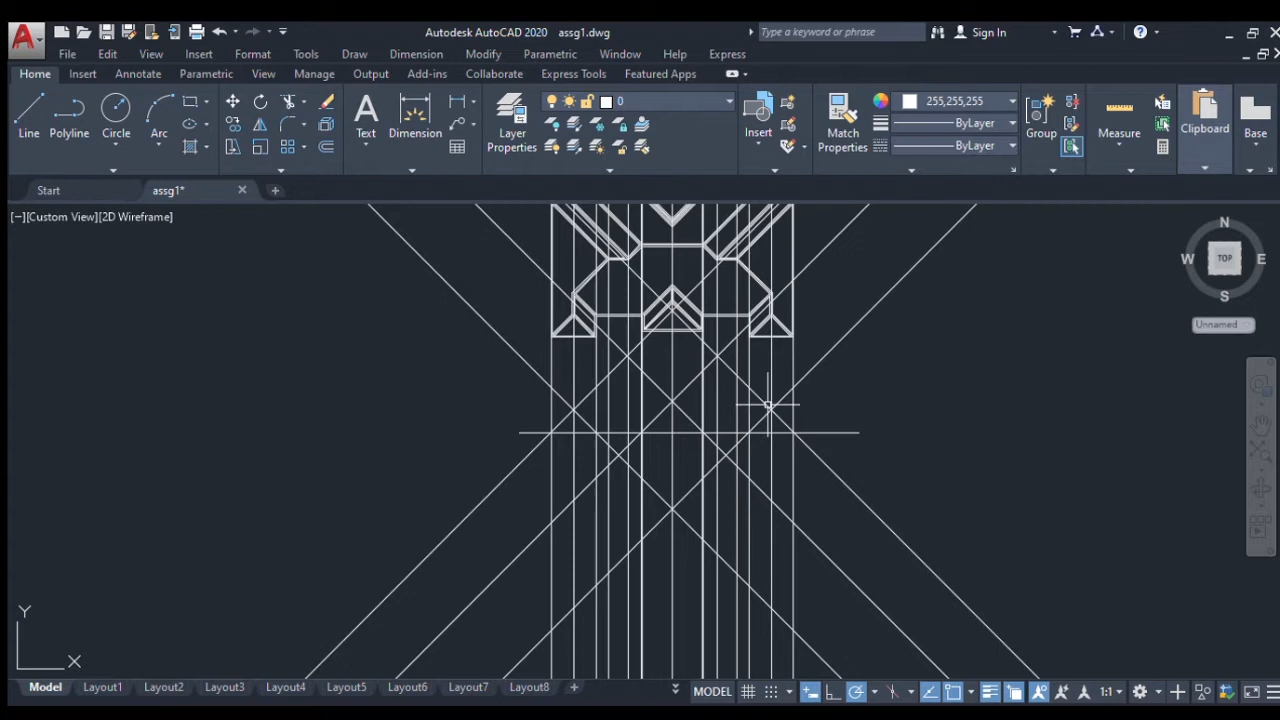 Autodesk AutoCAD 2020 assg1.dwg
Type a keyword or phrase
Sign In
File Edit View Insert Format Tools Draw Dimension Modify Parametric Window Help Express
Home Insert Annotate Parametric View Manage Output Add-ins Collaborate Express Tools Featured Apps
0
255,255,255
ByLayer
ByLayer
Line Polyline Circle Arc Text Dimension Layer Properties Insert Match Properties Group Measure Clipboard Base
Start assg1*
[−][Custom View][2D Wireframe]
N
W TOP E
S
Unnamed
Y
X
Model Layout1 Layout2 Layout3 Layout4 Layout5 Layout6 Layout7 Layout8
MODEL 1:1